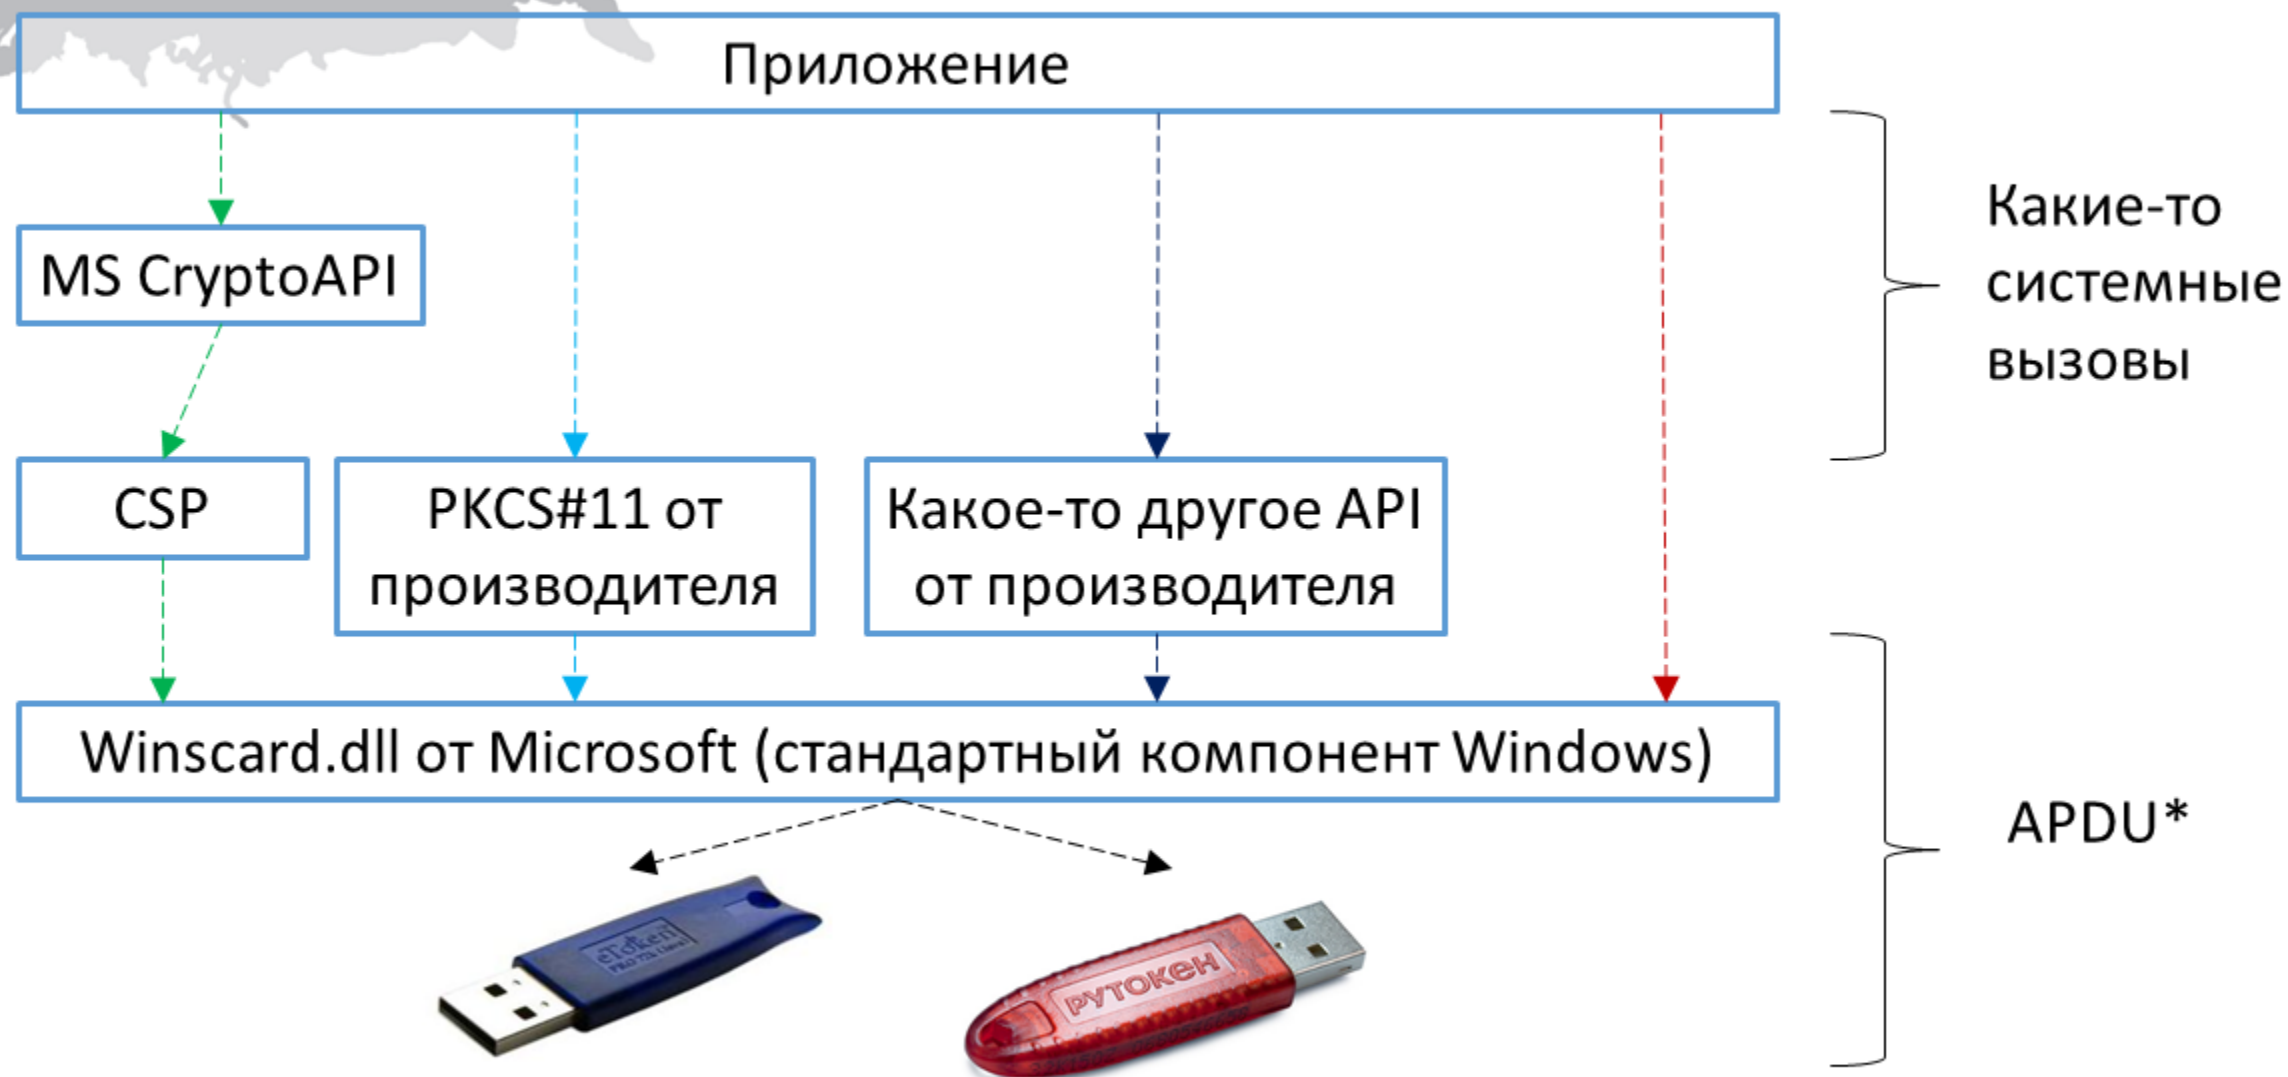 Приложение
MS CryptoAPI
Какие-то
системные
вызовы
CSP
PKCS#11 от
производителя
Какое-то другое API
от производителя
Winscard.dll от Microsoft (стандартный компонент Windows)
APDU*
eToken
РУТОКЕН